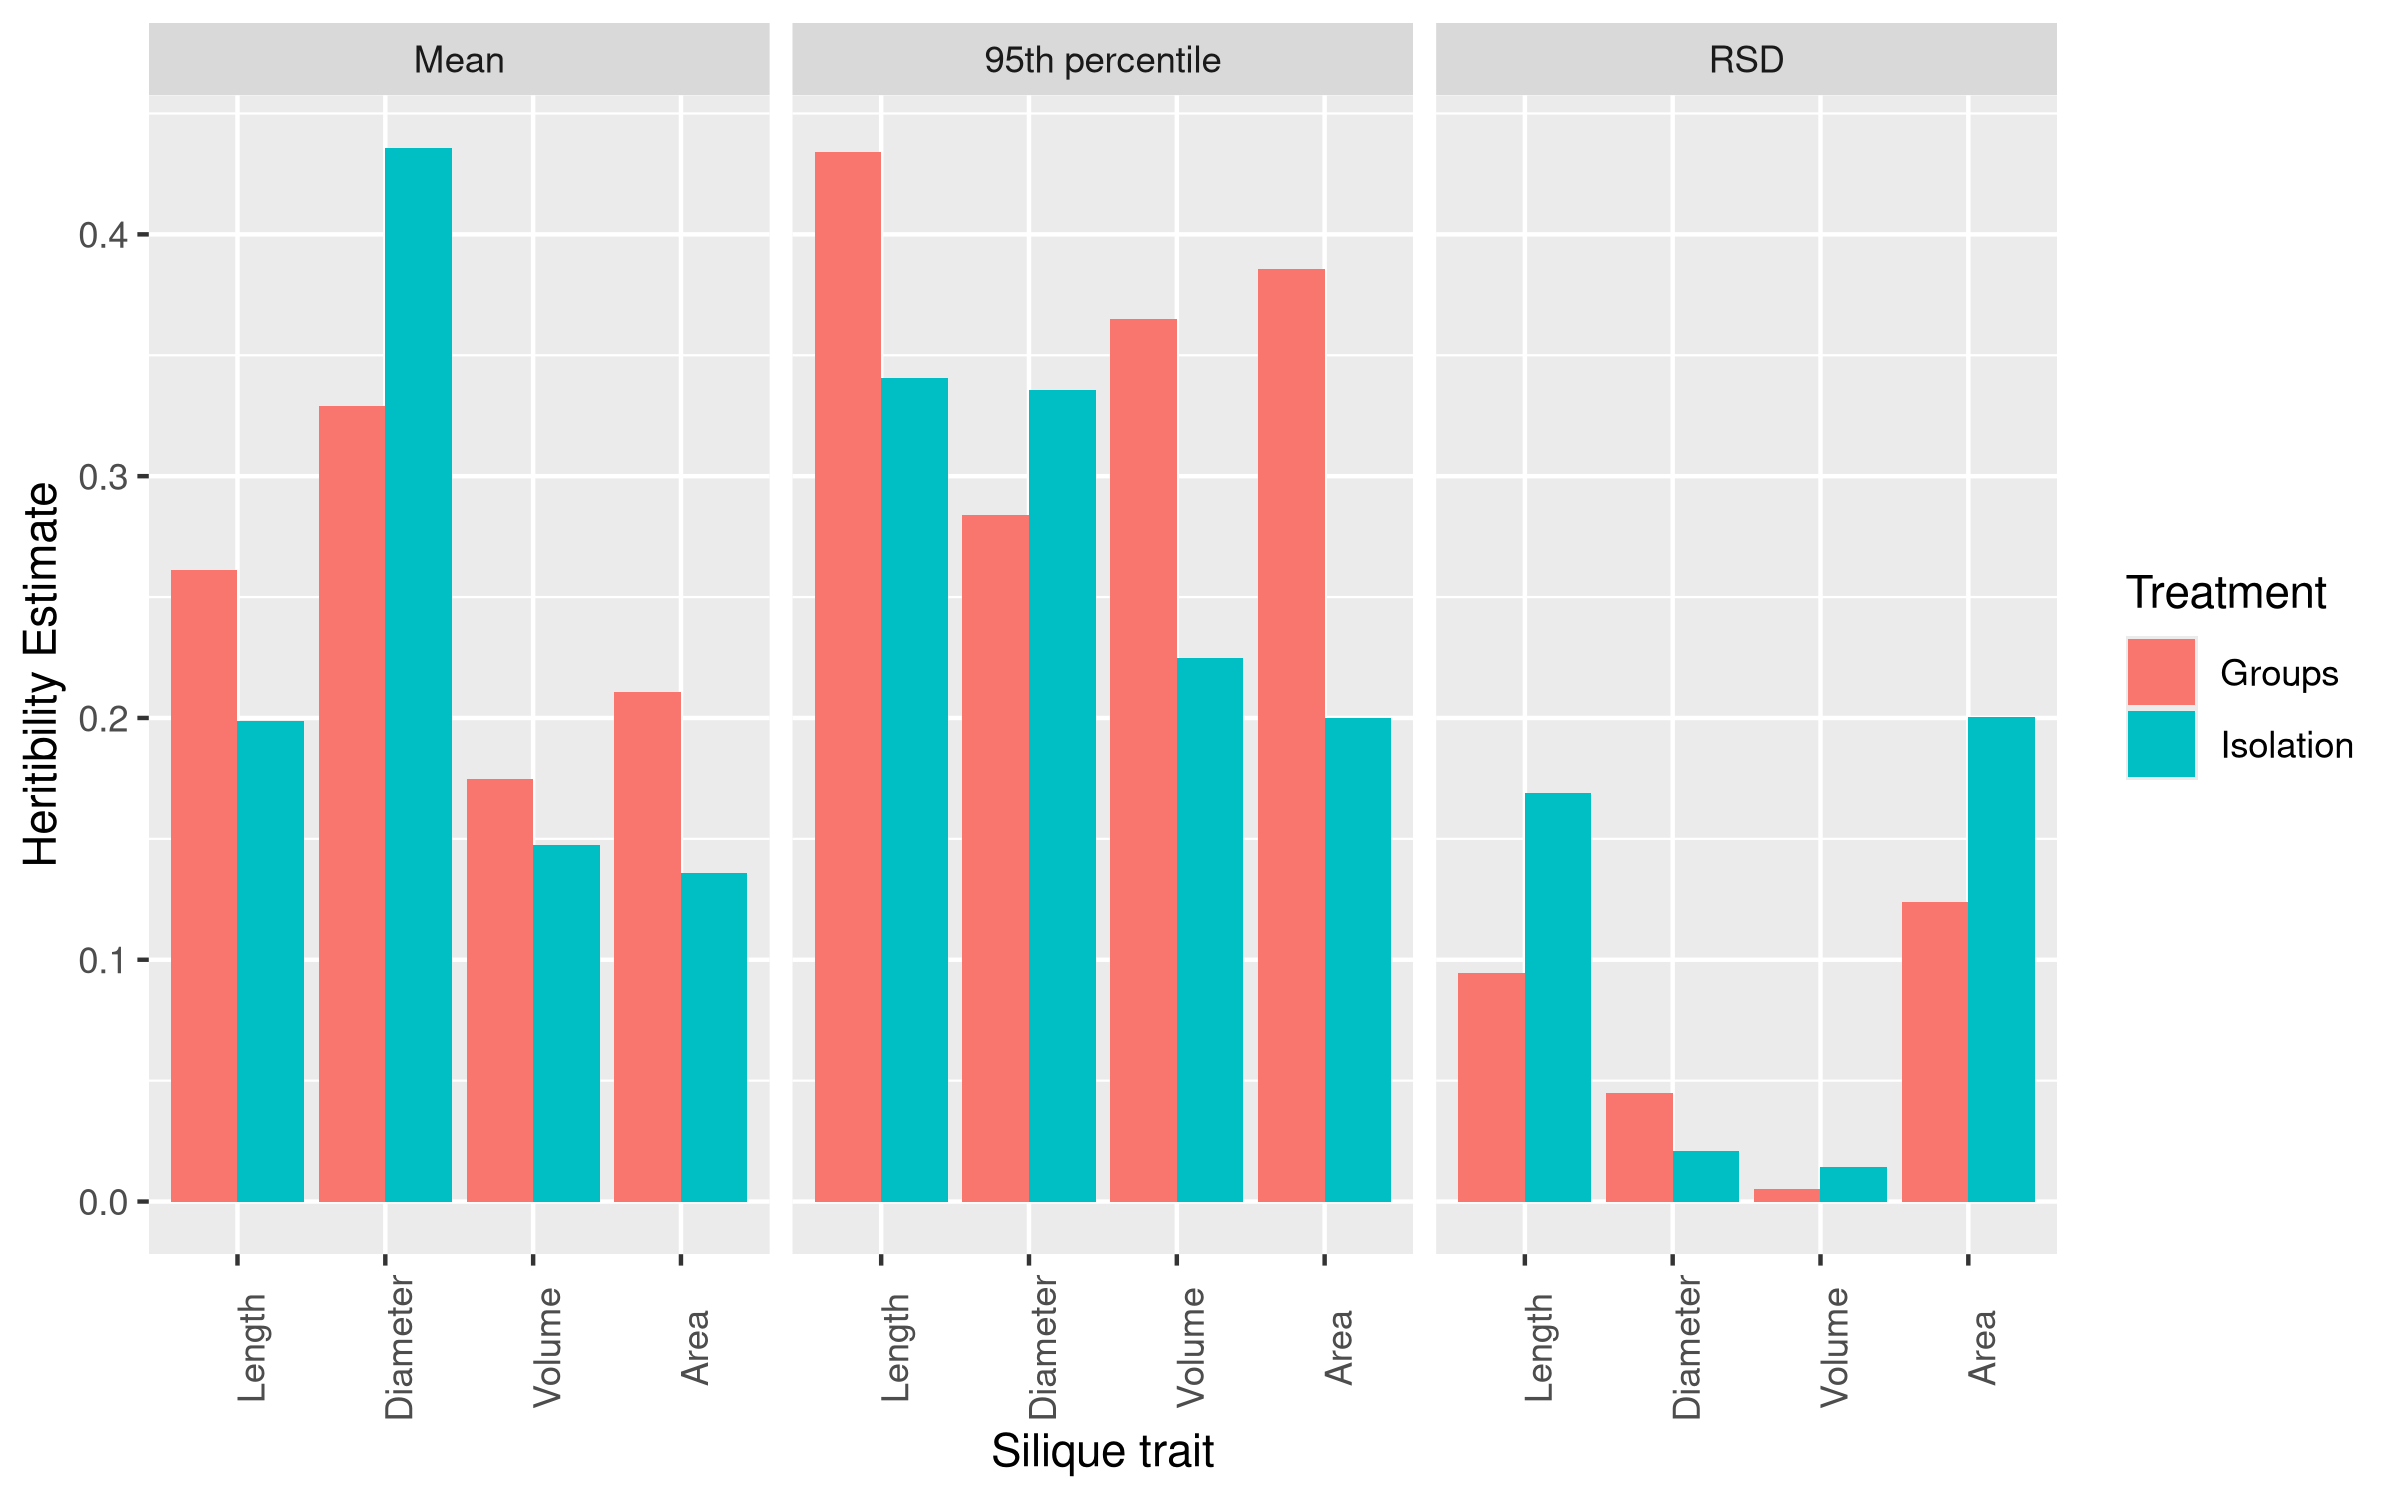 Mean
95th percentile
RSD
Heritibility Estimate
0.4
0.3
0.2
0.1
0.0
Length
Diameter
Volume
Area
Length
Diameter
Volume
Area
Length
Diameter
Volume
Area
Silique trait
Treatment
Groups
Isolation